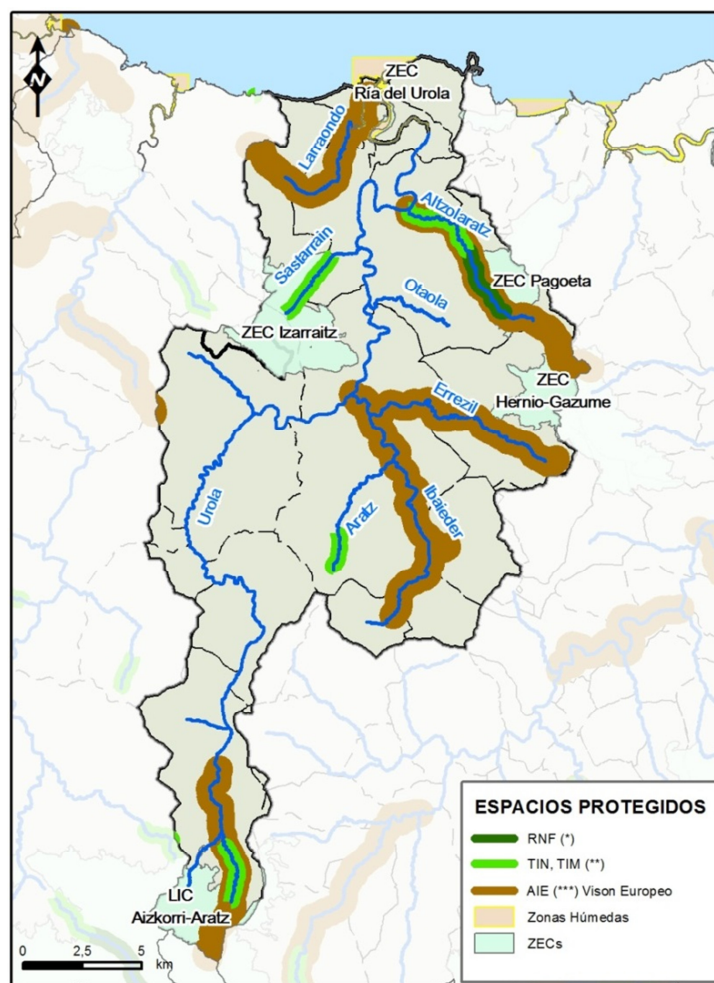 N
ZEC
Ría del Urola
Larraondo
Altzolaratz
Sastarrain
ZEC Pagoeta
Otaola
ZEC Izarraitz
ZEC
Hernio-Gazume
Errezil
Urola
Ibaieder
Aratz
LIC
Aizkorri-Aratz
0 2,5 5
km
ESPACIOS PROTEGIDOS
RNF (*)
TIN, TIM (**)
AIE (***) Vison Europeo
Zonas Húmedas
ZECs